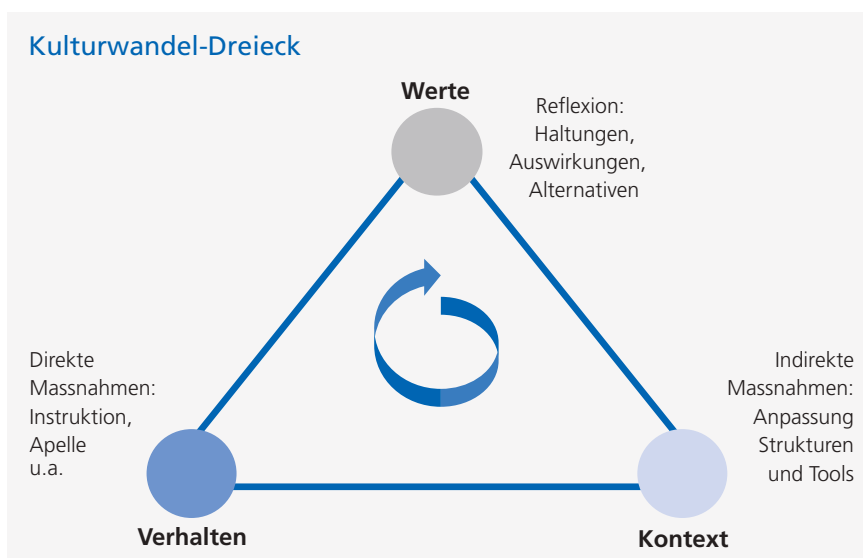 Kulturwandel-Dreieck
Werte
Reflexion:
Haltungen,
Auswirkungen,
Alternativen
Direkte
Massnahmen:
Instruktion,
Apelle
u.a.
Verhalten
Indirekte
Massnahmen:
Anpassung
Strukturen
und Tools
Kontext